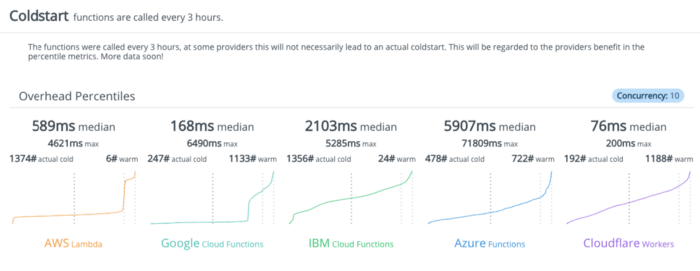 Coldstart functions are called every 3 hours.
The functions were called every 3 hours, at some providers this will not necessarily lead to an actual coldstart. This will be regarded to the providers benefit in the
percentile metrics. More data soon!
Overhead Percentiles
Concurrency: 10
589ms median
4621ms max
1374# actual cold 6# warm
AWS Lambda
168ms median
6490ms max
247# actual cold 1133# warm
Google Cloud Functions
2103ms median
5285ms max
1356# actual cold 24# warm
IBM Cloud Functions
5907ms median
71809ms max
478# actual cold 722# warm
Azure Functions
76ms median
200ms max
192# actual cold 1188# warm
Cloudflare Workers